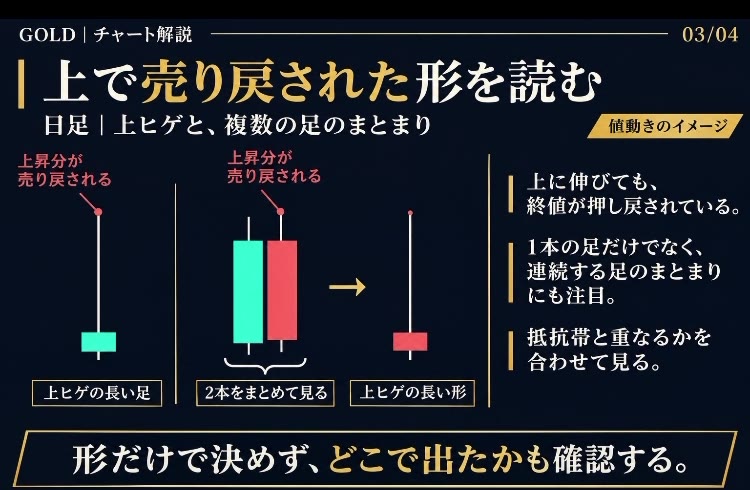 GOLD | チャート解説
03/04
上で売り戻された形を読む
日足 | 上ヒゲと、複数の足のまとまり
値動きのイメージ
上昇分が
売り戻される
上昇分が
売り戻される
上ヒゲの長い足
2本をまとめて見る
上ヒゲの長い形
上に伸びても、
終値が押し戻されている。
1本の足だけでなく、
連続する足のまとまり
にも注目。
抵抗帯と重なるかを
合わせて見る。
形だけで決めず、どこで出たかも確認する。